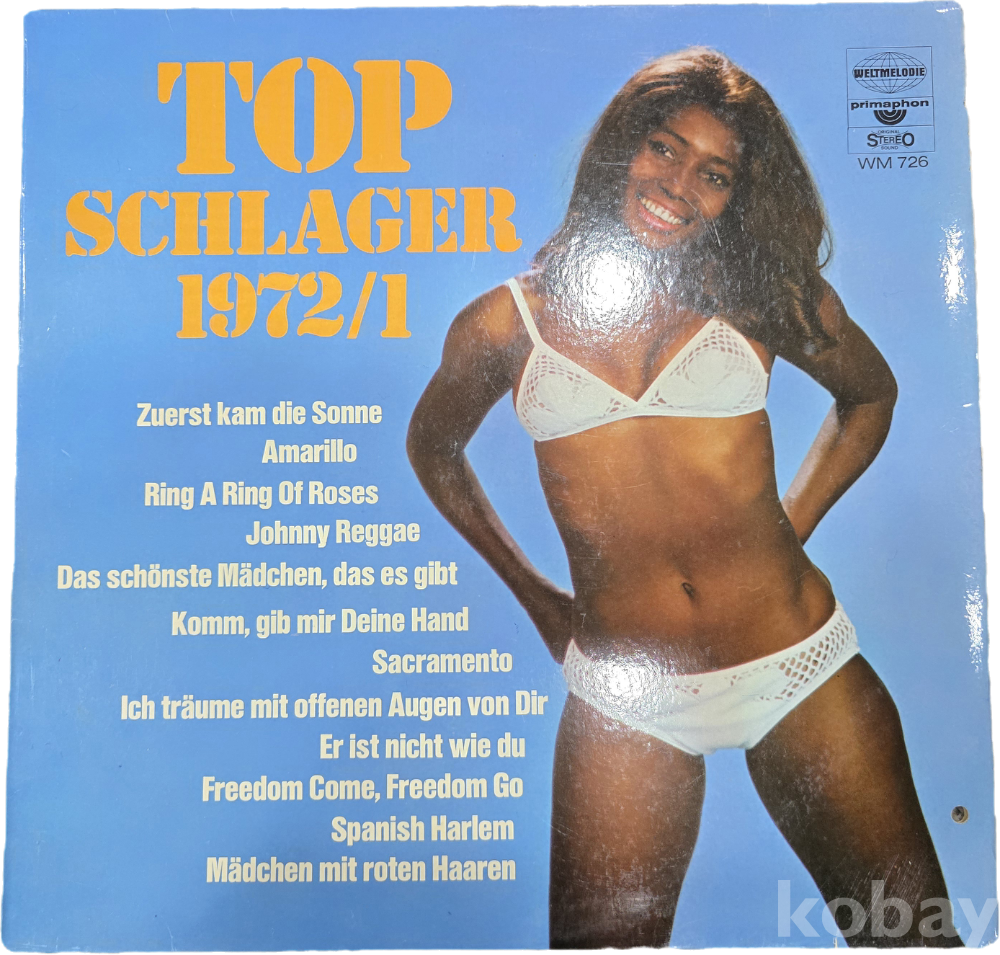 TOP
SCHLAGER
1972/1
WELTMELODIE
primaphon
ORIGINAL
STEREO
SOUND
WM 726
Zuerst kam die Sonne
Amarillo
Ring A Ring Of Roses
Johnny Reggae
Das schönste Mädchen, das es gibt
Komm, gib mir Deine Hand
Sacramento
Ich träume mit offenen Augen von Dir
Er ist nicht wie du
Freedom Come, Freedom Go
Spanish Harlem
Mädchen mit roten Haaren
kobay